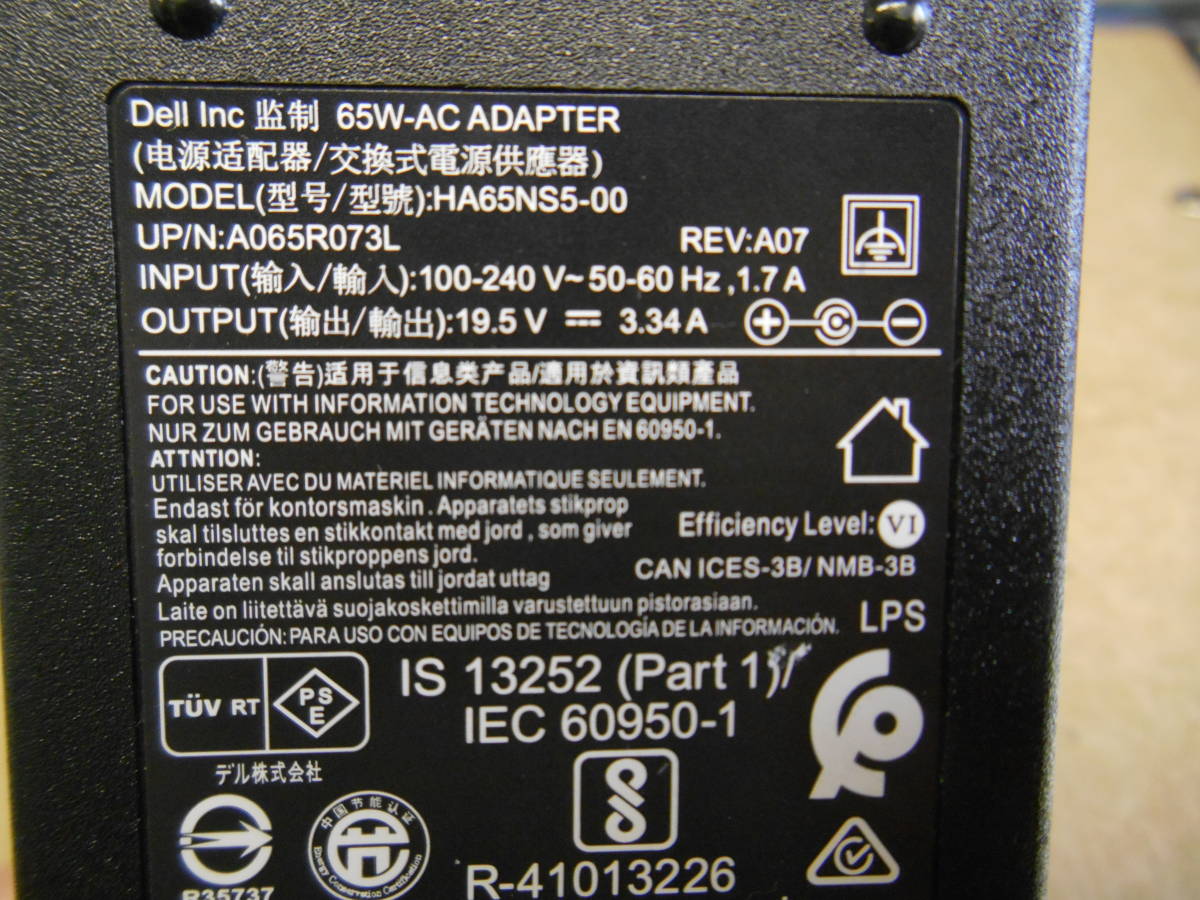 Dell Inc 监制 65W-AC ADAPTER
(电源适配器/交換式電源供應器)
MODEL(型号/型號):HA65NS5-00
UP/N:A065R073L REV:A07
INPUT(输入/輸入):100-240 V~ 50-60 Hz ,1.7 A
OUTPUT(输出/輸出):19.5 V ⎓ 3.34 A
CAUTION:(警告)适用于信息类产品/適用於資訊類產品
FOR USE WITH INFORMATION TECHNOLOGY EQUIPMENT.
NUR ZUM GEBRAUCH MIT GERÄTEN NACH EN 60950-1.
ATTNTION:
UTILISER AVEC DU MATERIEL INFORMATIQUE SEULEMENT.
Endast för kontorsmaskin . Apparatets stikprop
skal tilsluttes en stikkontakt med jord , som giver
forbindelse til stikproppens jord.
Efficiency Level: VI
Apparaten skall anslutas till jordat uttag
CAN ICES-3B/ NMB-3B
Laite on liitettävä suojakoskettimilla varustettuun pistorasiaan.
PRECAUCIÓN: PARA USO CON EQUIPOS DE TECNOLOGÍA DE LA INFORMACIÓN.
LPS
TÜV RT
PS
E
IS 13252 (Part 1)/
IEC 60950-1
デル株式会社
中国节能认证
Energy Conservation Certification
R35737
R-41013226